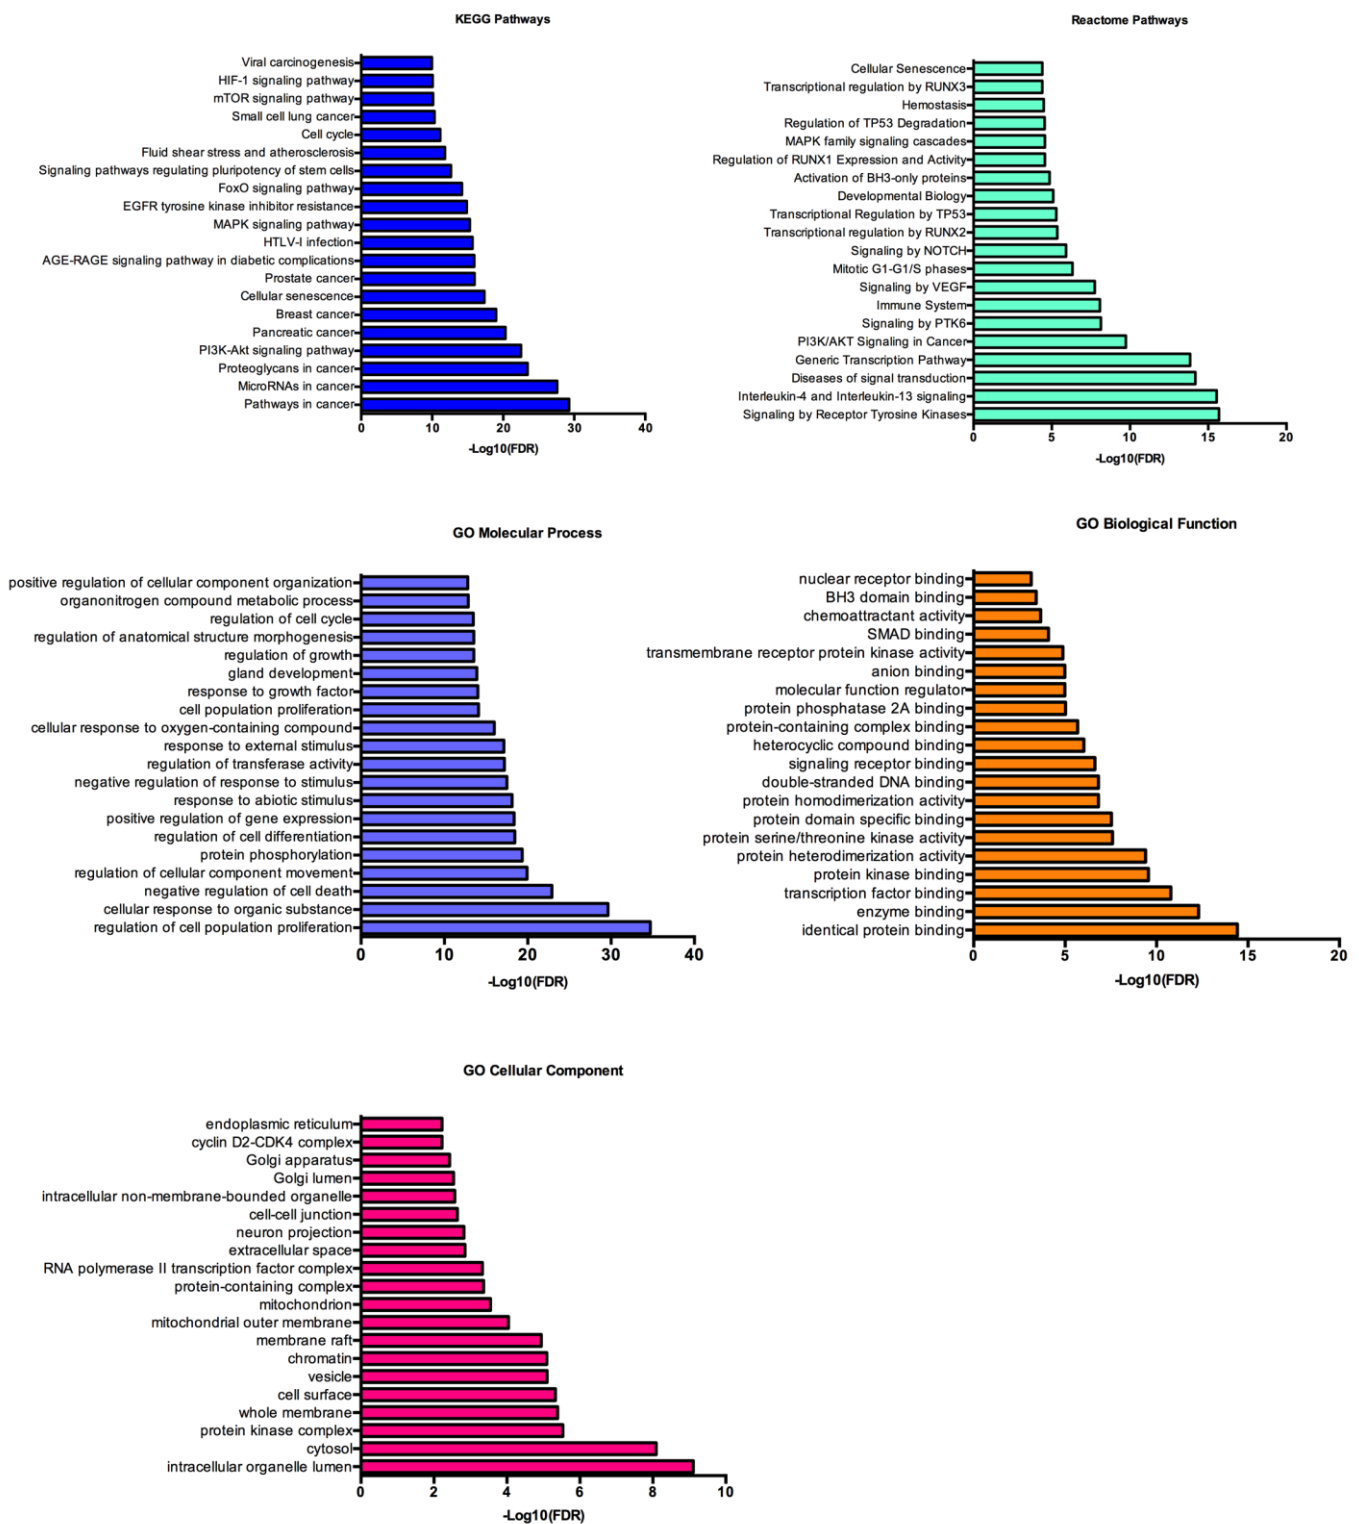 KEGG Pathways
Viral carcinogenesis
HIF-1 signaling pathway
mTOR signaling pathway
Small cell lung cancer
Cell cycle
Fluid shear stress and atherosclerosis
Signaling pathways regulating pluripotency of stem cells
FoxO signaling pathway
EGFR tyrosine kinase inhibitor resistance
MAPK signaling pathway
HTLV-I infection
AGE-RAGE signaling pathway in diabetic complications
Prostate cancer
Cellular senescence
Breast cancer
Pancreatic cancer
PI3K-Akt signaling pathway
Proteoglycans in cancer
MicroRNAs in cancer
Pathways in cancer
0 10 20 30 40
-Log10(FDR)
Reactome Pathways
Cellular Senescence
Transcriptional regulation by RUNX3
Hemostasis
Regulation of TP53 Degradation
MAPK family signaling cascades
Regulation of RUNX1 Expression and Activity
Activation of BH3-only proteins
Developmental Biology
Transcriptional Regulation by TP53
Transcriptional regulation by RUNX2
Signaling by NOTCH
Mitotic G1-G1/S phases
Signaling by VEGF
Immune System
Signaling by PTK6
PI3K/AKT Signaling in Cancer
Generic Transcription Pathway
Diseases of signal transduction
Interleukin-4 and Interleukin-13 signaling
Signaling by Receptor Tyrosine Kinases
0 5 10 15 20
-Log10(FDR)
GO Molecular Process
positive regulation of cellular component organization
organonitrogen compound metabolic process
regulation of cell cycle
regulation of anatomical structure morphogenesis
regulation of growth
gland development
response to growth factor
cell population proliferation
cellular response to oxygen-containing compound
response to external stimulus
regulation of transferase activity
negative regulation of response to stimulus
response to abiotic stimulus
positive regulation of gene expression
regulation of cell differentiation
protein phosphorylation
regulation of cellular component movement
negative regulation of cell death
cellular response to organic substance
regulation of cell population proliferation
0 10 20 30 40
-Log10(FDR)
GO Biological Function
nuclear receptor binding
BH3 domain binding
chemoattractant activity
SMAD binding
transmembrane receptor protein kinase activity
anion binding
molecular function regulator
protein phosphatase 2A binding
protein-containing complex binding
heterocyclic compound binding
signaling receptor binding
double-stranded DNA binding
protein homodimerization activity
protein domain specific binding
protein serine/threonine kinase activity
protein heterodimerization activity
protein kinase binding
transcription factor binding
enzyme binding
identical protein binding
0 5 10 15 20
-Log10(FDR)
GO Cellular Component
endoplasmic reticulum
cyclin D2-CDK4 complex
Golgi apparatus
Golgi lumen
intracellular non-membrane-bounded organelle
cell-cell junction
neuron projection
extracellular space
RNA polymerase II transcription factor complex
protein-containing complex
mitochondrion
mitochondrial outer membrane
membrane raft
chromatin
vesicle
cell surface
whole membrane
protein kinase complex
cytosol
intracellular organelle lumen
0 2 4 6 8 10
-Log10(FDR)